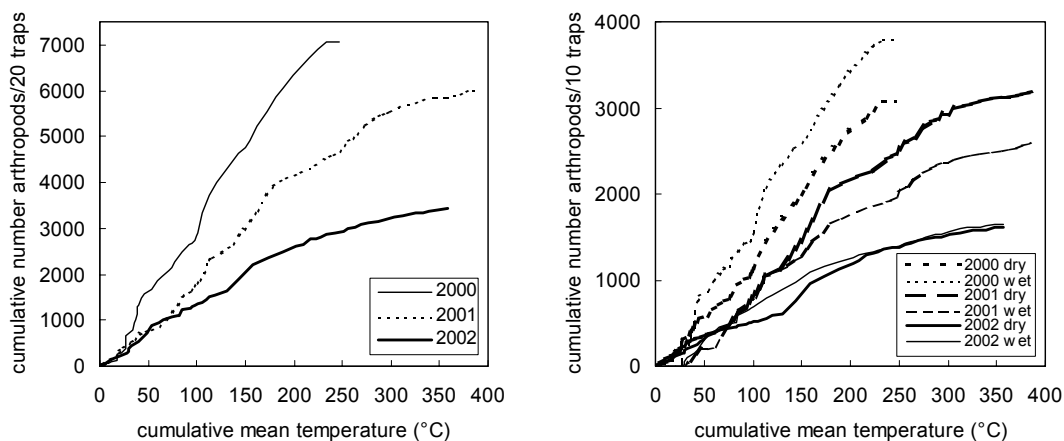 cumulative number arthropods/20 traps
7000
6000
5000
4000
3000
2000
1000
0
0 50 100 150 200 250 300 350 400
cumulative mean temperature (°C)
2000
2001
2002
cumulative number arthropods/10 traps
4000
3000
2000
1000
0
0 50 100 150 200 250 300 350 400
cumulative mean temperature (°C)
2000 dry
2000 wet
2001 dry
2001 wet
2002 dry
2002 wet